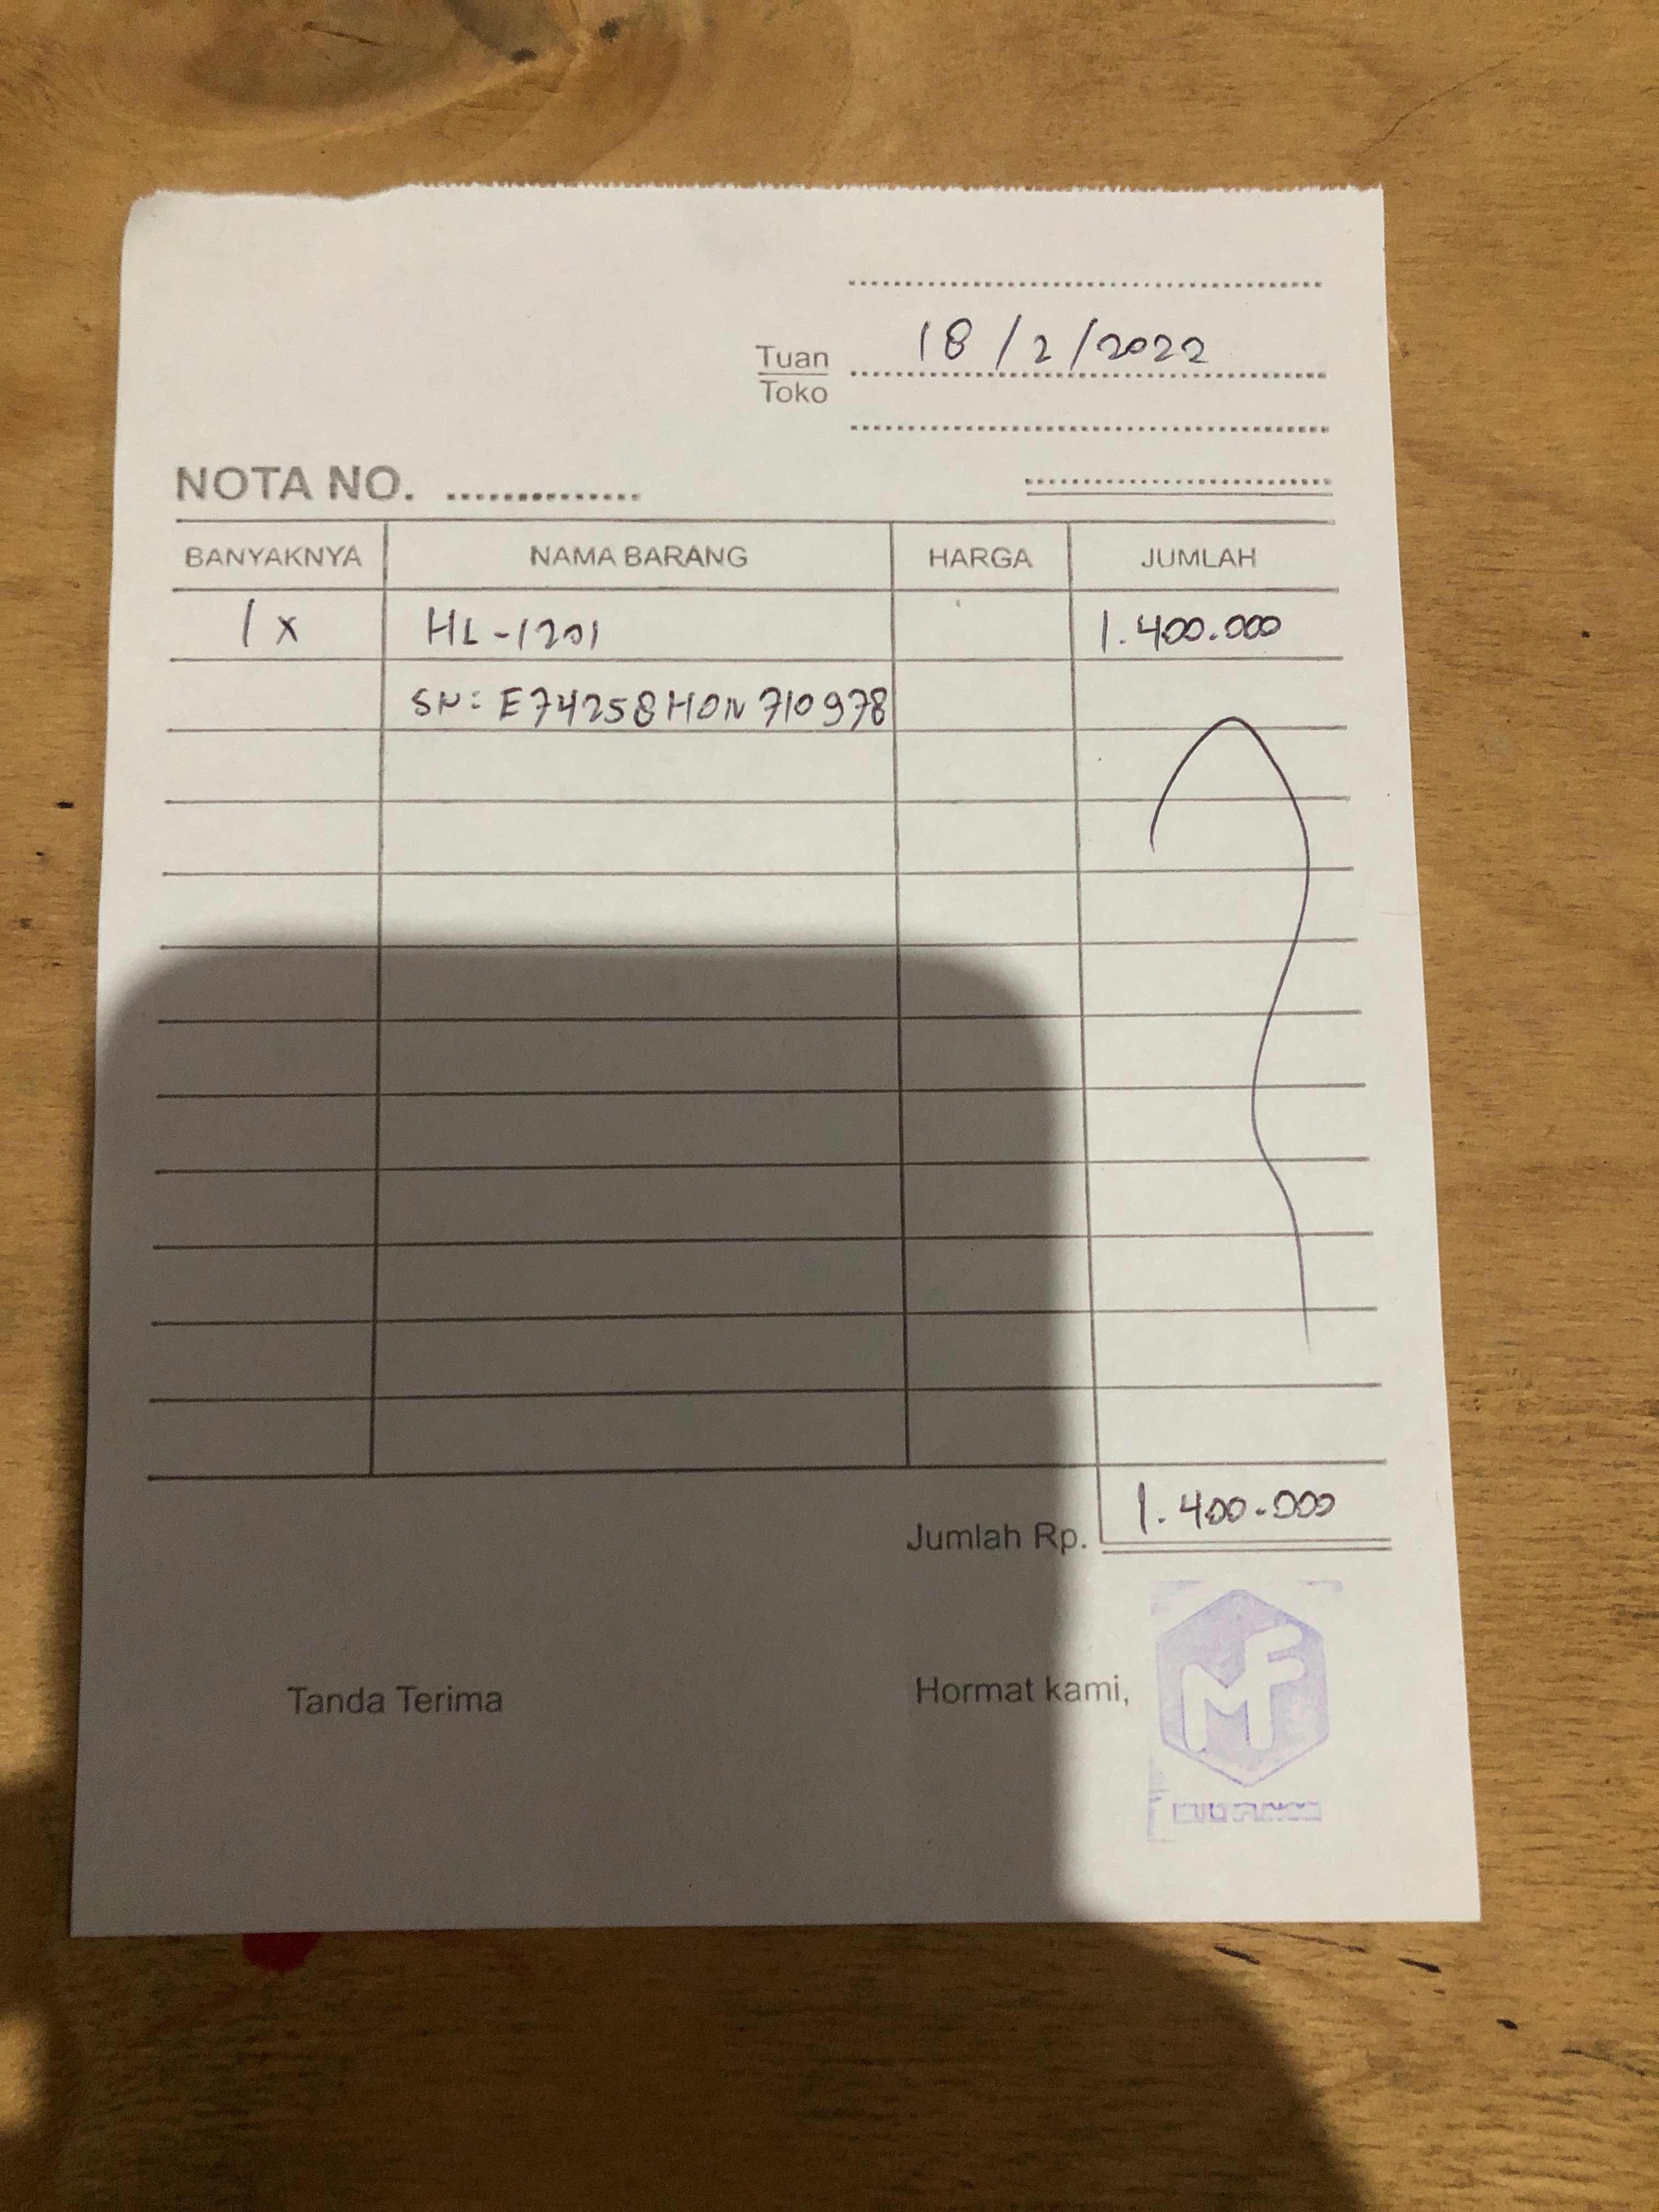 18/2/2022
Tuan
Toko
NOTA NO.
BANYAKNYA NAMA BARANG HARGA JUMLAH
1 x HL-1201 1.400.000
SN: E74258H0N710978
Jumlah Rp. 1.400.000
Tanda Terima Hormat kami,
MF